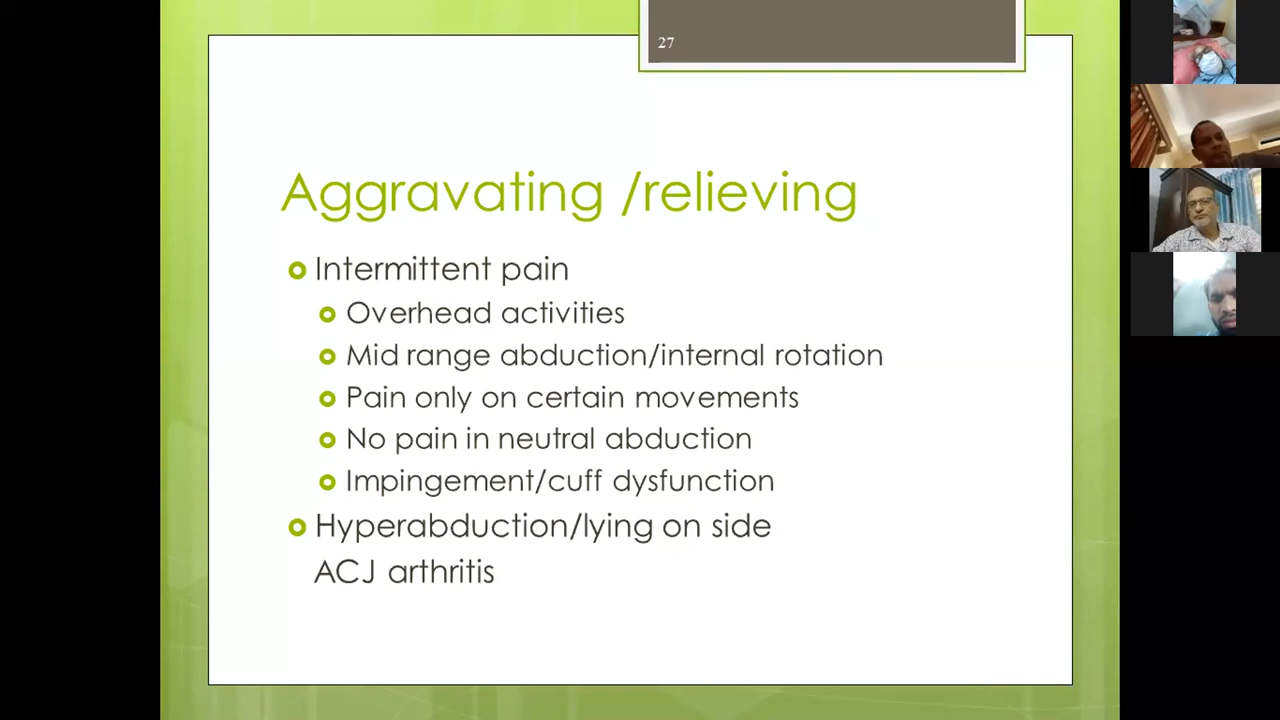 27
Aggravating /relieving
Intermittent pain
Overhead activities
Mid range abduction/internal rotation
Pain only on certain movements
No pain in neutral abduction
Impingement/cuff dysfunction
Hyperabduction/lying on side
ACJ arthritis